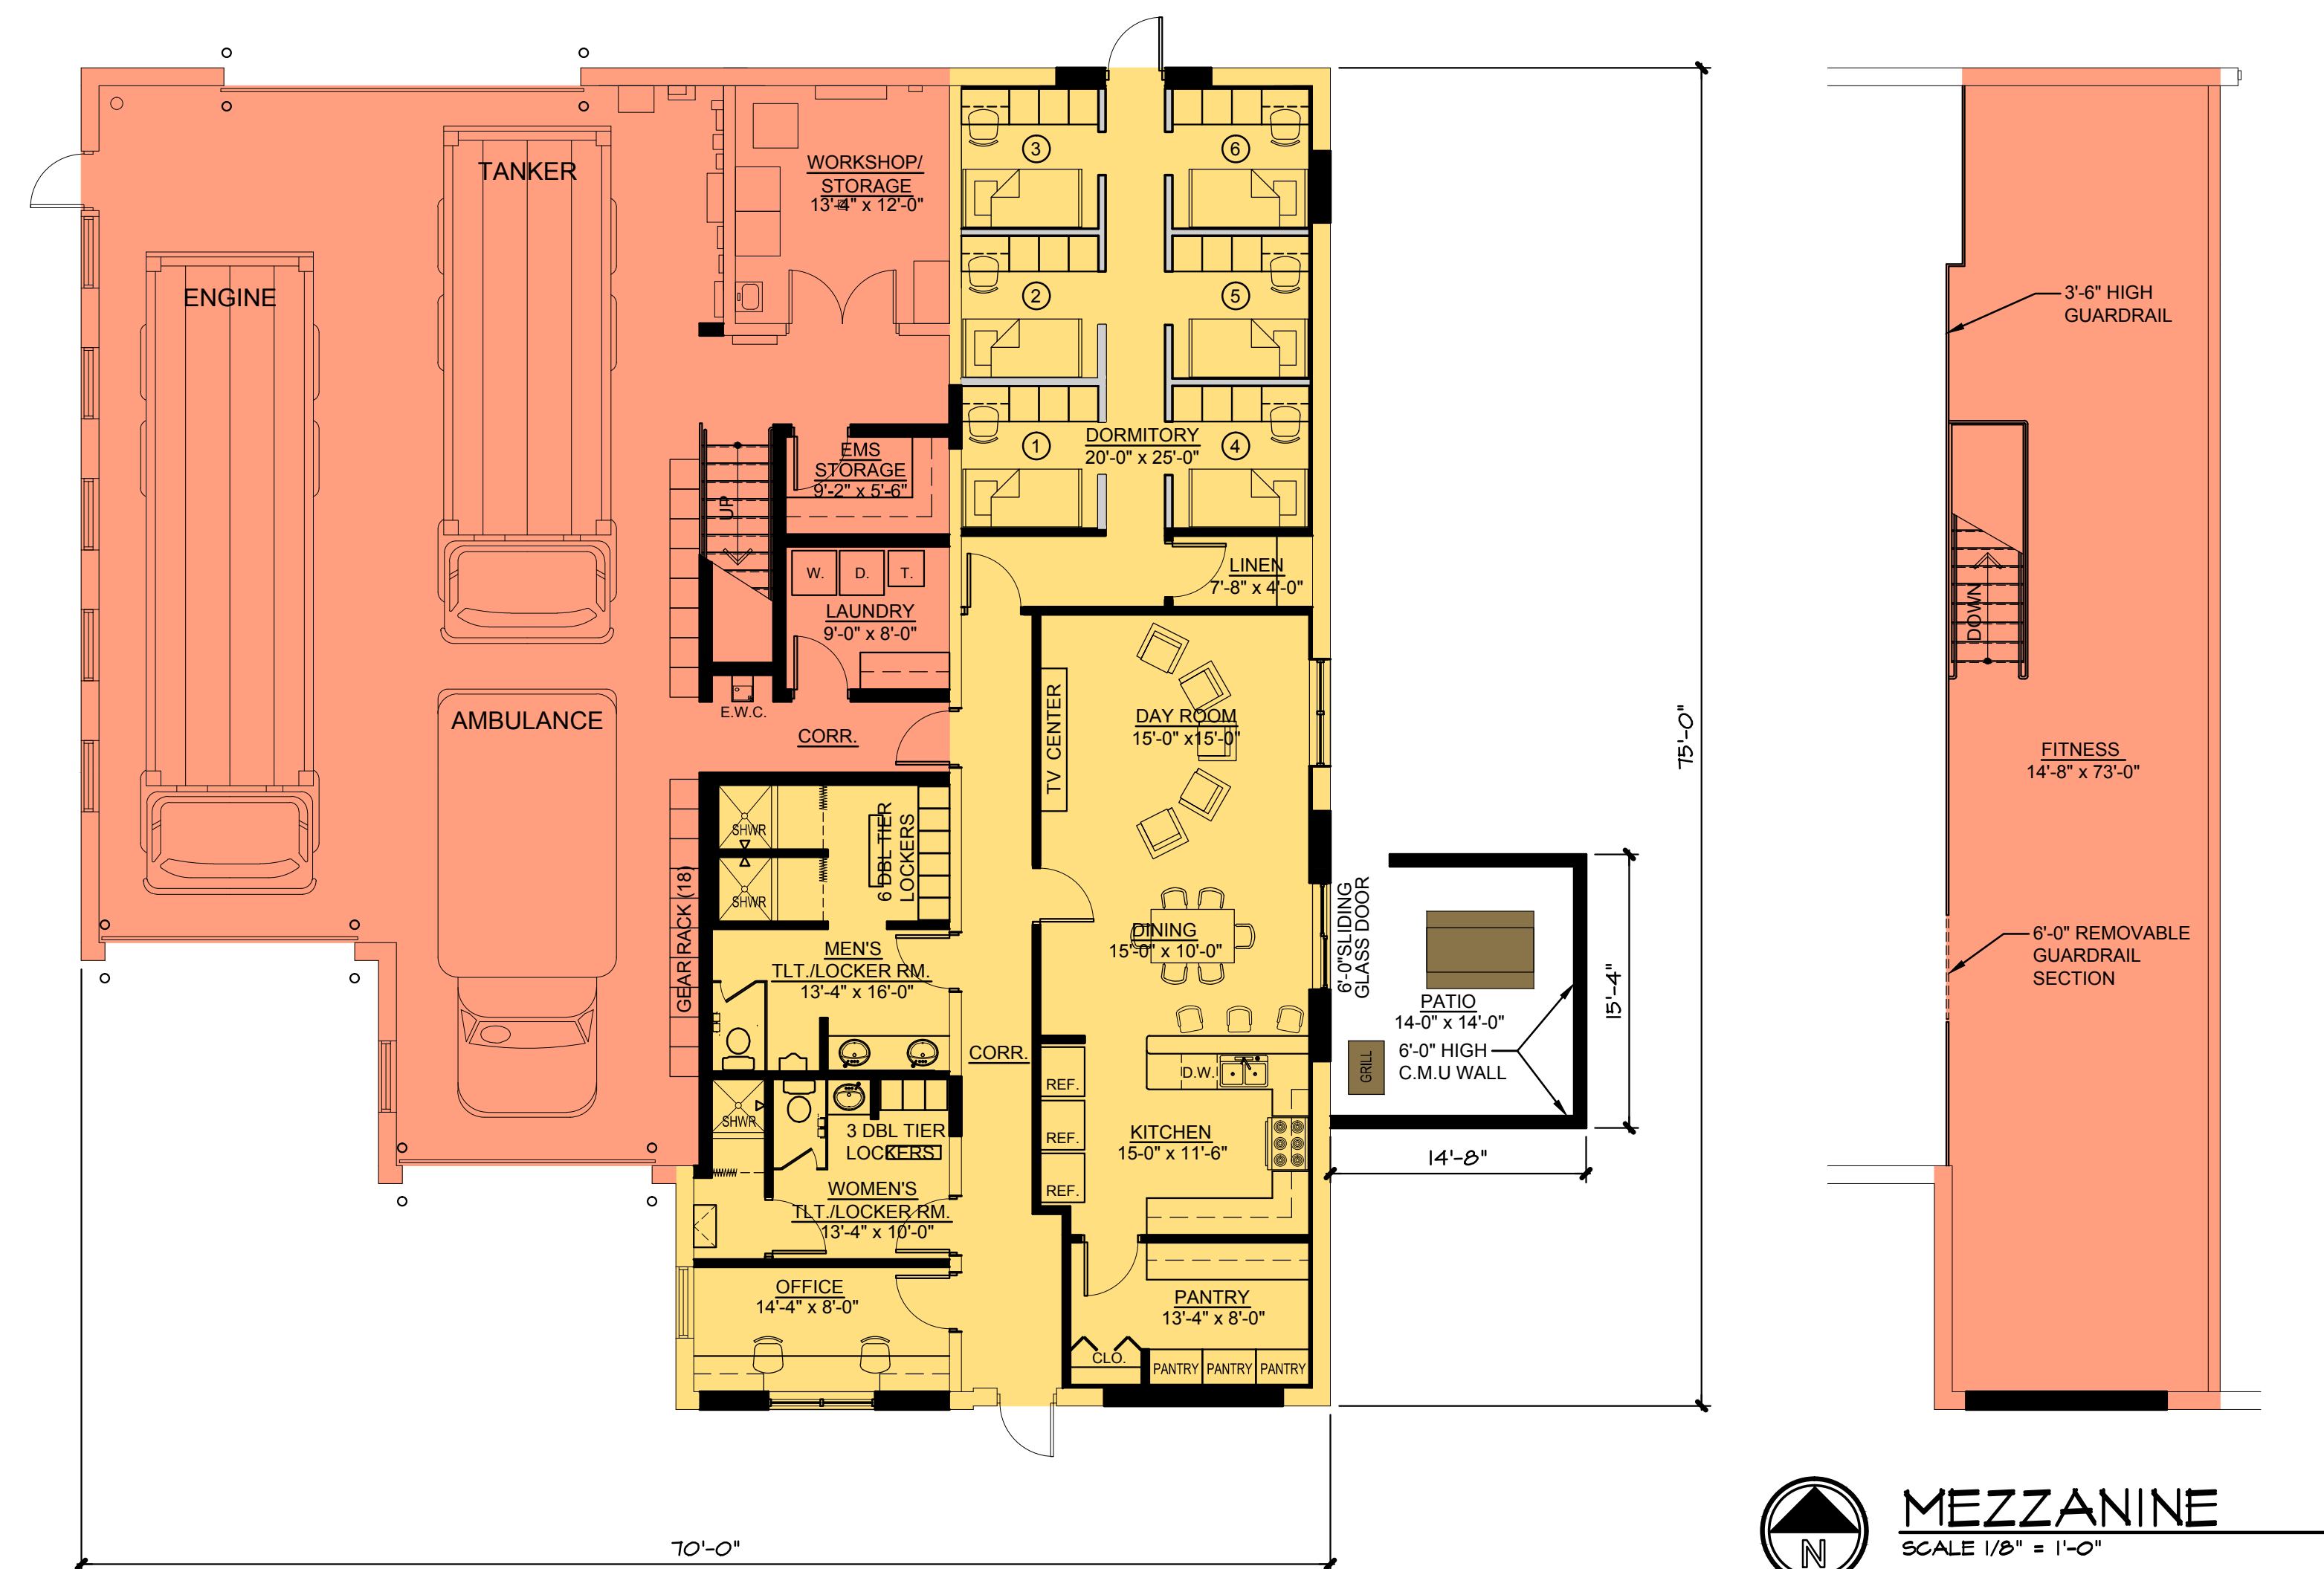 TANKER
ENGINE
AMBULANCE
WORKSHOP/
STORAGE
13'-4" x 12'-0"
3
6
2
5
1
4
DORMITORY
20'-0" x 25'-0"
EMS
STORAGE
9'-2" x 5'-6"
UP
W.
D.
T.
LAUNDRY
9'-0" x 8'-0"
LINEN
7'-8" x 4'-0"
E.W.C.
CORR.
TV CENTER
DAY ROOM
15'-0" x15'-0"
SHWR
SHWR
6 DBL TIER
LOCKERS
GEAR RACK (18)
MEN'S
TLT./LOCKER RM.
13'-4" x 16'-0"
DINING
15'-0" x 10'-0"
6'-0"SLIDING
GLASS DOOR
PATIO
14-0" x 14'-0"
6'-0" HIGH
C.M.U WALL
GRILL
15'-4"
14'-8"
CORR.
REF.
REF.
REF.
D.W.
KITCHEN
15-0" x 11'-6"
SHWR
3 DBL TIER
LOCKERS
WOMEN'S
TLT./LOCKER RM.
13'-4" x 10'-0"
OFFICE
14'-4" x 8'-0"
PANTRY
13'-4" x 8'-0"
CLO.
PANTRY
PANTRY
PANTRY
75'-0"
70'-0"
3'-6" HIGH
GUARDRAIL
DOWN
FITNESS
14'-8" x 73'-0"
6'-0" REMOVABLE
GUARDRAIL
SECTION
N
MEZZANINE
SCALE 1/8" = 1'-0"